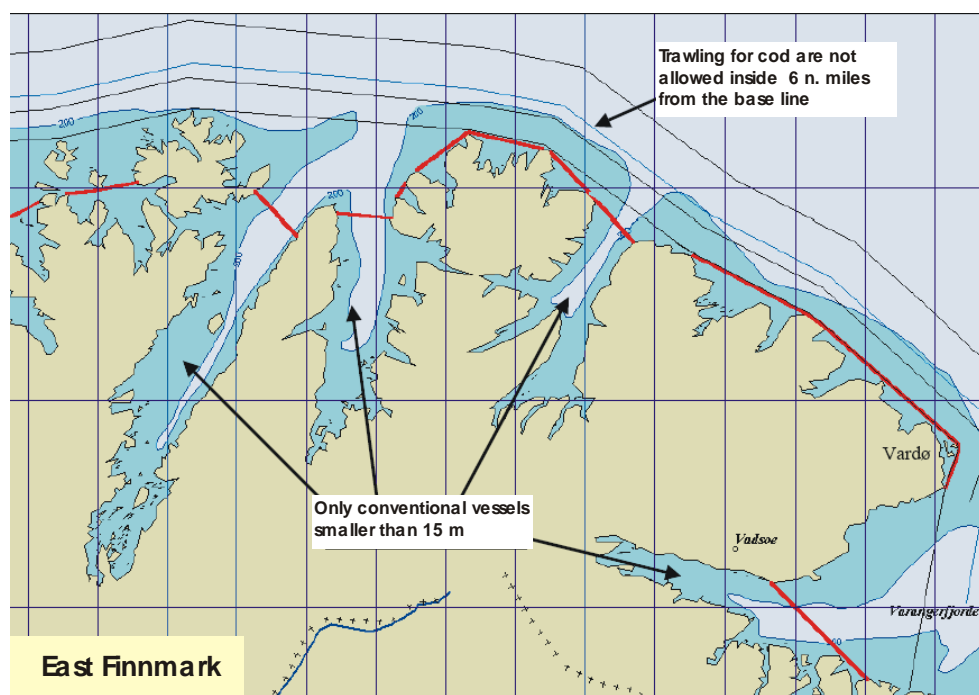 Trawling for cod are not
allowed inside 6 n. miles
from the base line
200
200
200
200
Vardø
Only conventional vessels
smaller than 15 m
Vadsoe
Varangerfjorde
East Finnmark